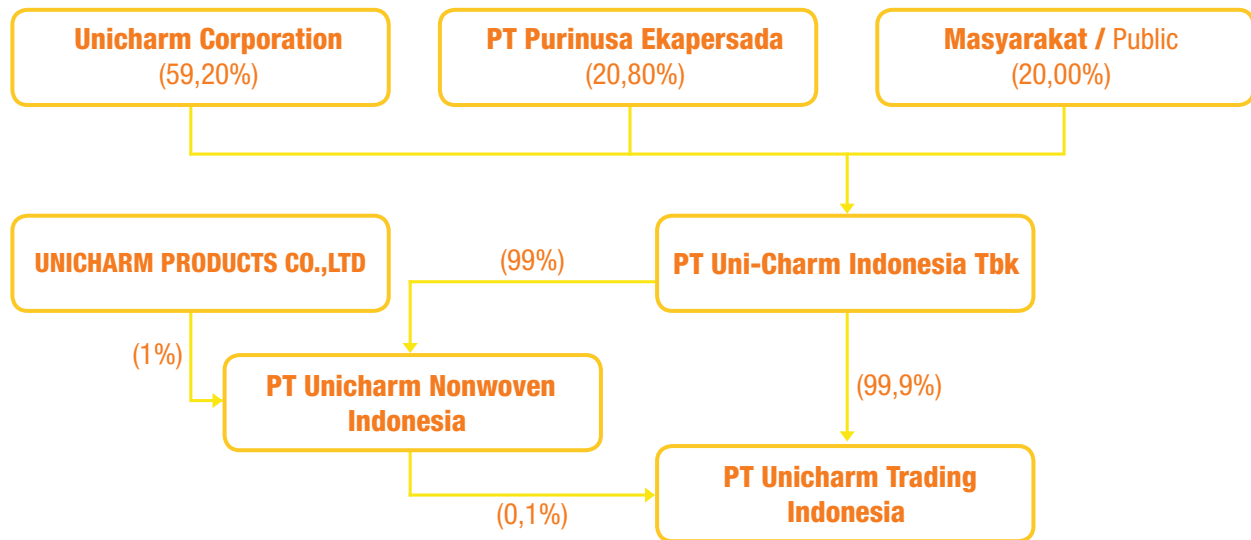 Unicharm Corporation
(59,20%)
PT Purinusa Ekapersada
(20,80%)
Masyarakat / Public
(20,00%)
UNICHARM PRODUCTS CO.,LTD
(99%)
PT Uni-Charm Indonesia Tbk
(1%)
PT Unicharm Nonwoven
Indonesia
(99,9%)
PT Unicharm Trading
Indonesia
(0,1%)